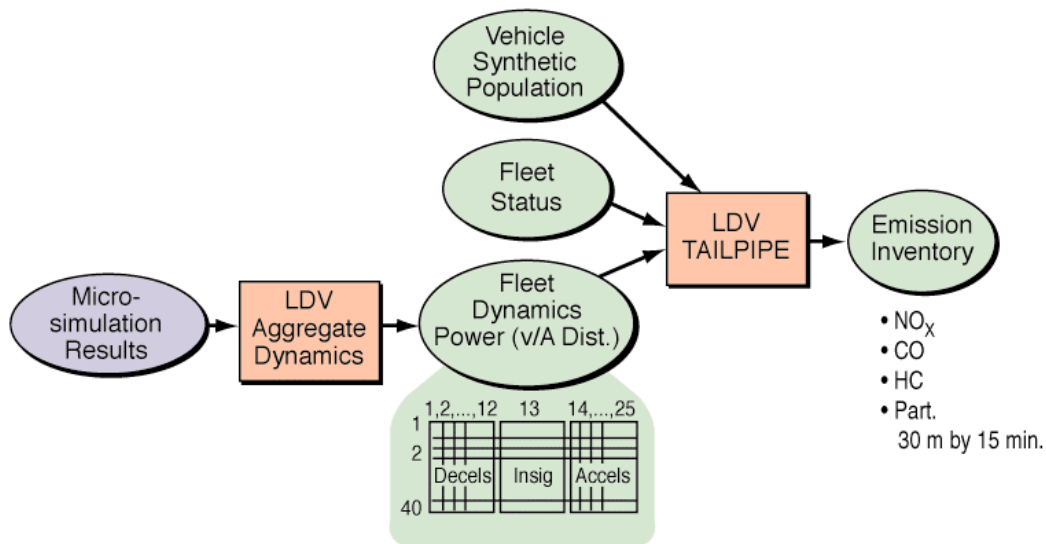 Vehicle
Synthetic
Population
Fleet
Status
LDV
TAILPIPE
Emission
Inventory
Micro-
simulation
Results
LDV
Aggregate
Dynamics
Fleet
Dynamics
Power (v/A Dist.)
• NOX
• CO
• HC
• Part.
30 m by 15 min.
1,2,...,12 13 14,...,25
1
2
Decels Insig Accels
40